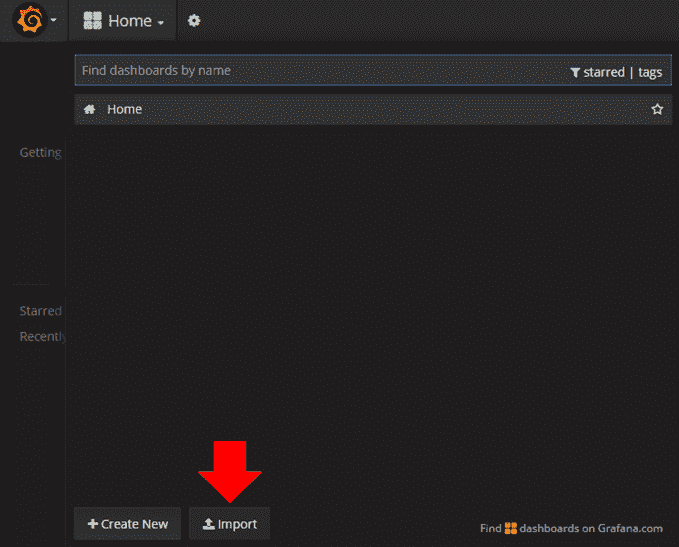 Home
Find dashboards by name
starred | tags
Home
Getting
Starred
Recently
Create New
Import
Find dashboards on Grafana.com